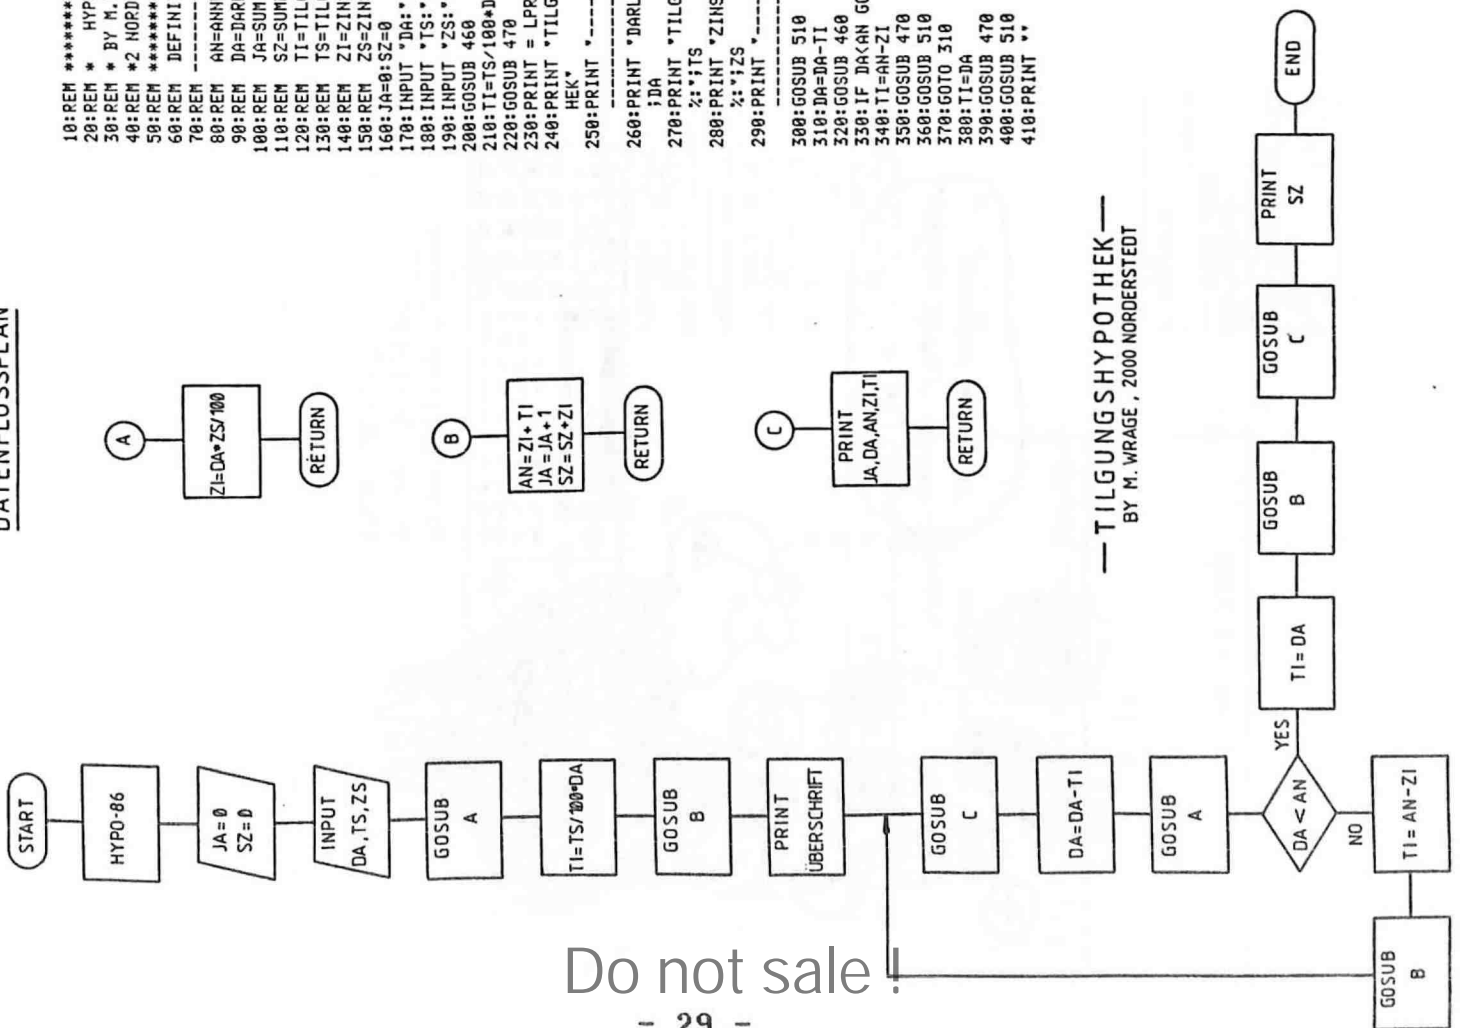 DATENFLUSSPLAN
START
HYPO-86
JA=0
SZ=0
INPUT
DA,TS,ZS
GOSUB
A
TI=TS/100*DA
GOSUB
B
PRINT
ÜBERSCHRIFT
GOSUB
C
DA=DA-TI
GOSUB
A
DA<AN
YES
NO
TI=AN-ZI
GOSUB
B
TI=DA
GOSUB
B
GOSUB
C
PRINT
SZ
END
A
ZI=DA*ZS/100
RETURN
B
AN=ZI+TI
JA=JA+1
SZ=SZ+ZI
RETURN
C
PRINT
JA,DA,AN,ZI,TI
RETURN
—TILGUNGSHYPOTHEK—
BY M. WRAGE, 2000 NORDERSTEDT
10:REM *******
20:REM * HYP
30:REM * BY M.
40:REM *2 NORD
50:REM *******
60:REM DEFINI
70:REM --------
80:REM AN=ANN
90:REM DA=DAR
100:REM JA=SUM
110:REM SZ=SUM
120:REM TI=TIL
130:REM TS=TIL
140:REM ZI=ZIN
150:REM ZS=ZIN
160:JA=0:SZ=0
170:INPUT "DA:"
180:INPUT "TS:"
190:INPUT "ZS:"
200:GOSUB 460
210:TI=TS/100*D
220:GOSUB 470
230:PRINT = LPR
240:PRINT "TILG
HEK"
250:PRINT "----
--------
260:PRINT "DARL
;DA
270:PRINT "TILG
%:";TS
280:PRINT "ZINS
%:";ZS
290:PRINT "----
--------
300:GOSUB 510
310:DA=DA-TI
320:GOSUB 460
330:IF DA<AN GO
340:TI=AN-ZI
350:GOSUB 470
360:GOSUB 510
370:GOTO 310
380:TI=DA
390:GOSUB 470
400:GOSUB 510
410:PRINT ""
Do not sale !
- 29 -